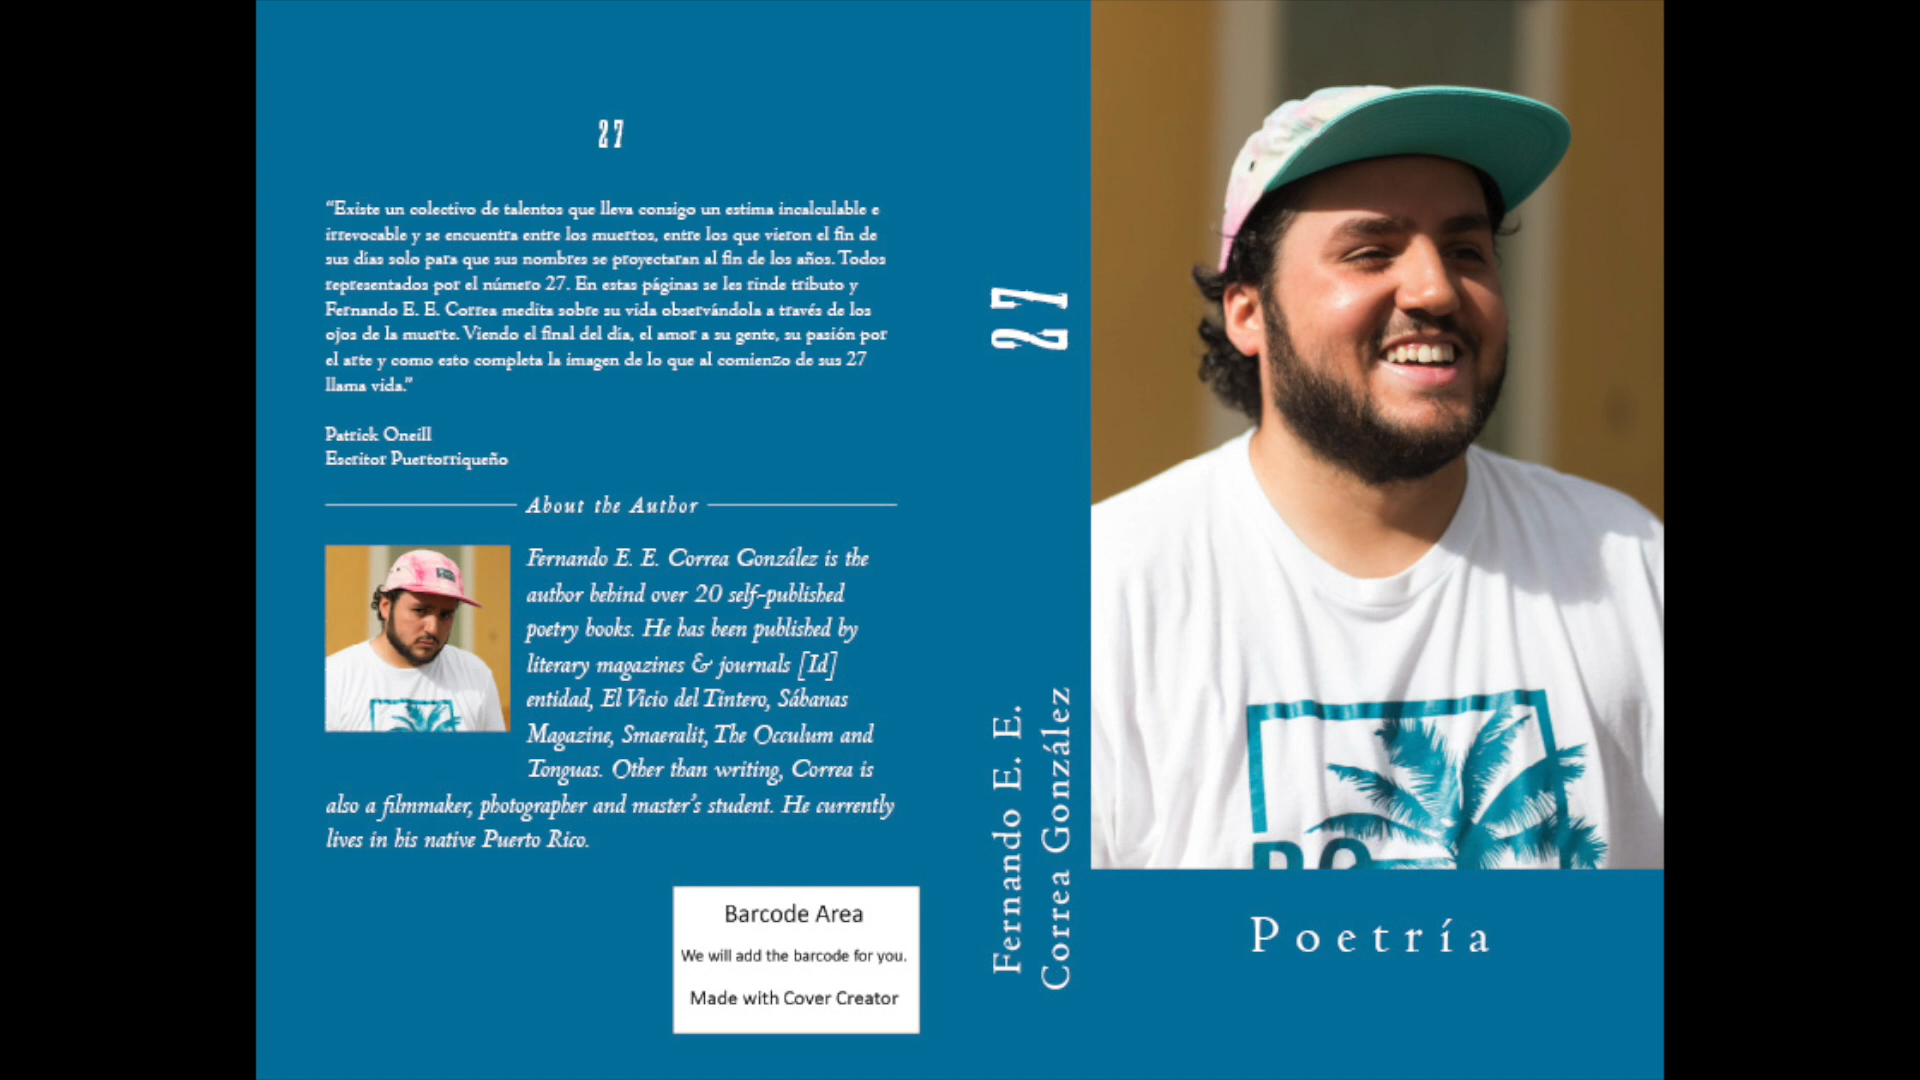 27
“Existe un colectivo de talentos que lleva consigo un estima incalculable e
irrevocable y se encuentra entre los muertos, entre los que vieron el fin de
sus días solo para que sus nombres se proyectaran al fin de los años. Todos
representados por el número 27. En estas páginas se les rinde tributo y
Fernando E. E. Correa medita sobre su vida observándola a través de los
ojos de la muerte. Viendo el final del día, el amor a su gente, su pasión por
el arte y como esto completa la imagen de lo que al comienzo de sus 27
llama vida.”
Patrick Oneill
Escritor Puertorriqueño
About the Author
Fernando E. E. Correa González is the
author behind over 20 self-published
poetry books. He has been published by
literary magazines & journals [Id]
entidad, El Vicio del Tintero, Sábanas
Magazine, Smaeralit, The Occulum and
Tonguas. Other than writing, Correa is
also a filmmaker, photographer and master’s student. He currently
lives in his native Puerto Rico.
Barcode Area
We will add the barcode for you.
Made with Cover Creator
27
Fernando E. E.
Correa González
Poetría